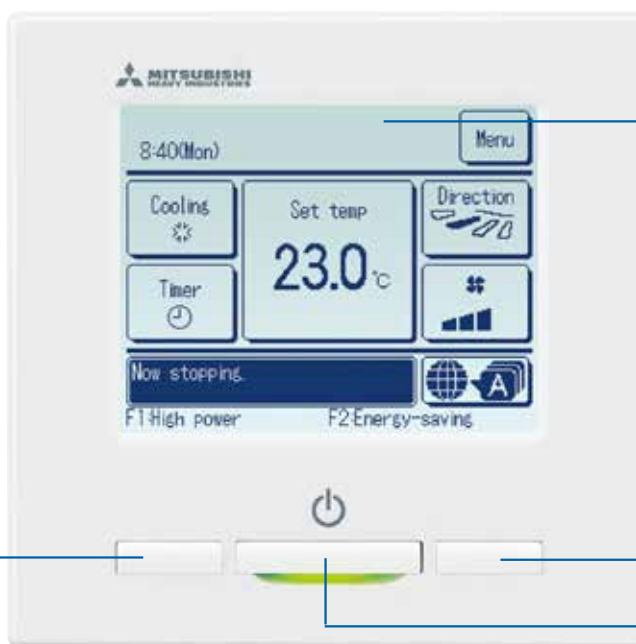 MITSUBISHI
HEAVY INDUSTRIES
8:40(Mon)
Menu
Cooling
Set temp
Direction
23.0°C
Timer
Now stopping.
A
F1:High power
F2:Energy-saving